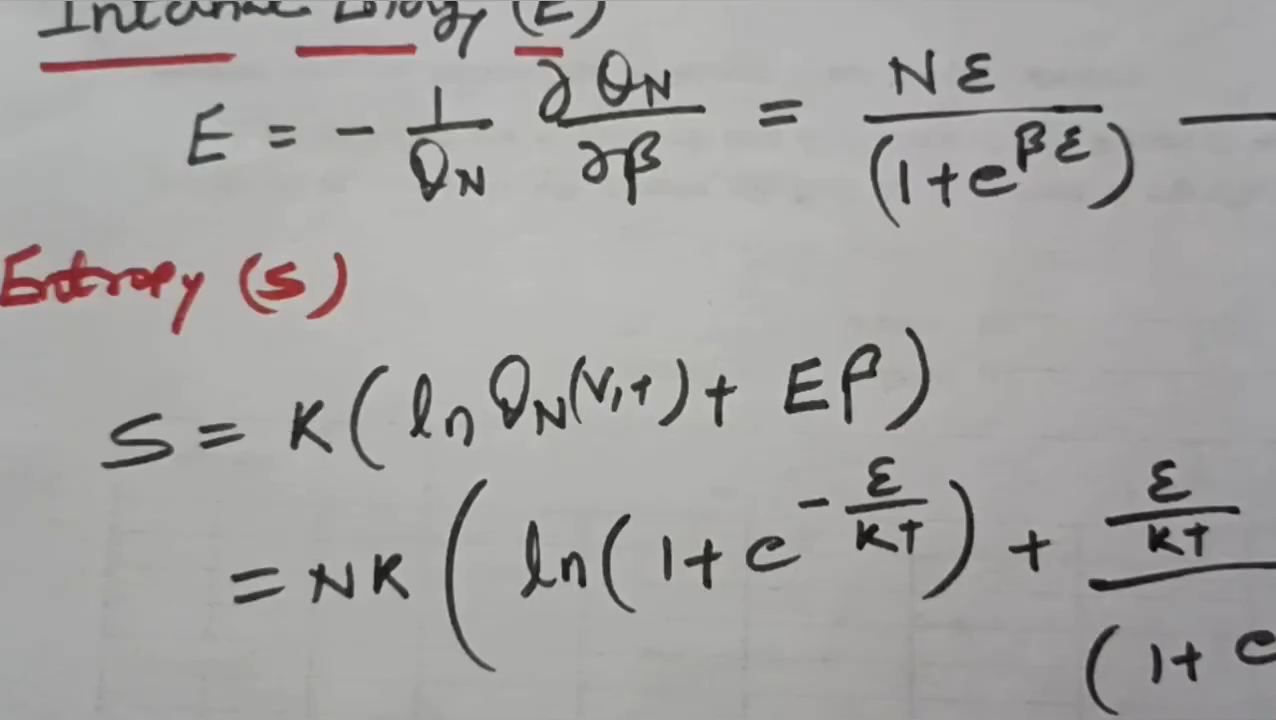 (E)
E = - 1/Q_N ∂Q_N/∂β = Nε/(1+e^{βε}) —
Entropy (S)
S = K( ln Q_N(V,T) + Eβ )
= NK( ln( 1+e^{-ε/KT} ) + ε/KT / (1+ e